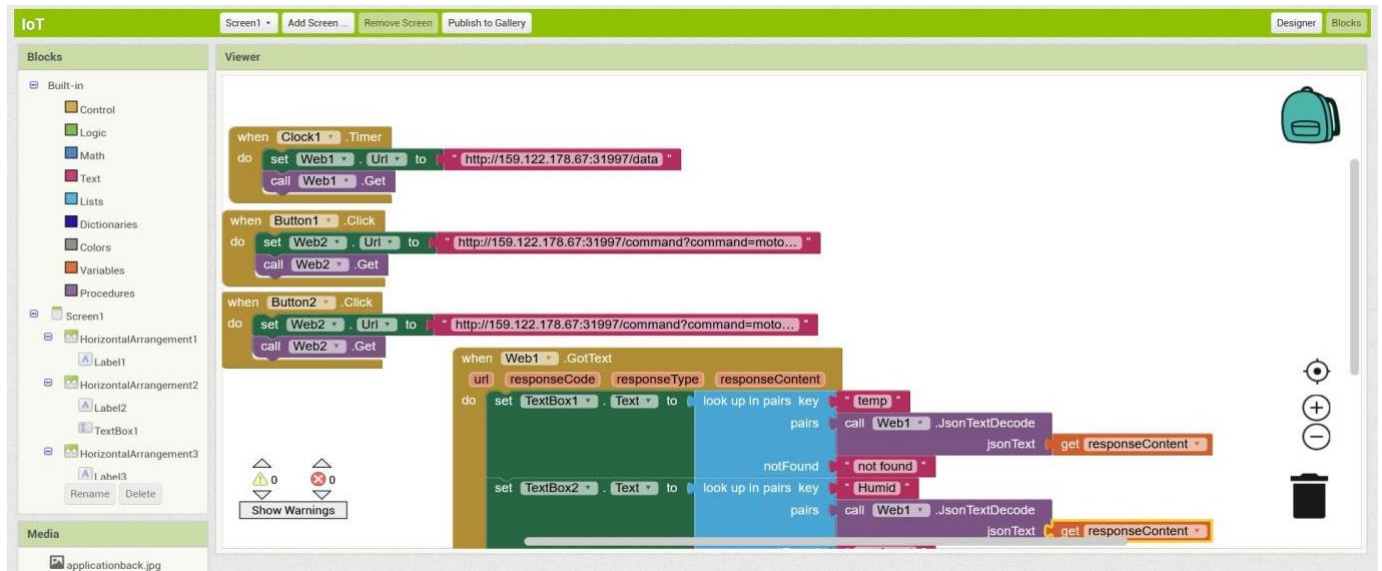 IoT
Screen1
Add Screen ...
Remove Screen
Publish to Gallery
Designer
Blocks
Blocks
Built-in
Control
Logic
Math
Text
Lists
Dictionaries
Colors
Variables
Procedures
Screen1
HorizontalArrangement1
Label1
HorizontalArrangement2
Label2
TextBox1
HorizontalArrangement3
Label3
Rename Delete
Media
applicationback.jpg
Viewer
when Clock1 .Timer
do set Web1 . Url to " http://159.122.178.67:31997/data "
call Web1 .Get
when Button1 .Click
do set Web2 . Url to " http://159.122.178.67:31997/command?command=moto... "
call Web2 .Get
when Button2 .Click
do set Web2 . Url to " http://159.122.178.67:31997/command?command=moto... "
call Web2 .Get
when Web1 .GotText
url responseCode responseType responseContent
do set TextBox1 . Text to look up in pairs key " temp "
pairs call Web1 .JsonTextDecode
jsonText get responseContent
notFound " not found "
set TextBox2 . Text to look up in pairs key " Humid "
pairs call Web1 .JsonTextDecode
jsonText get responseContent
0 0
Show Warnings